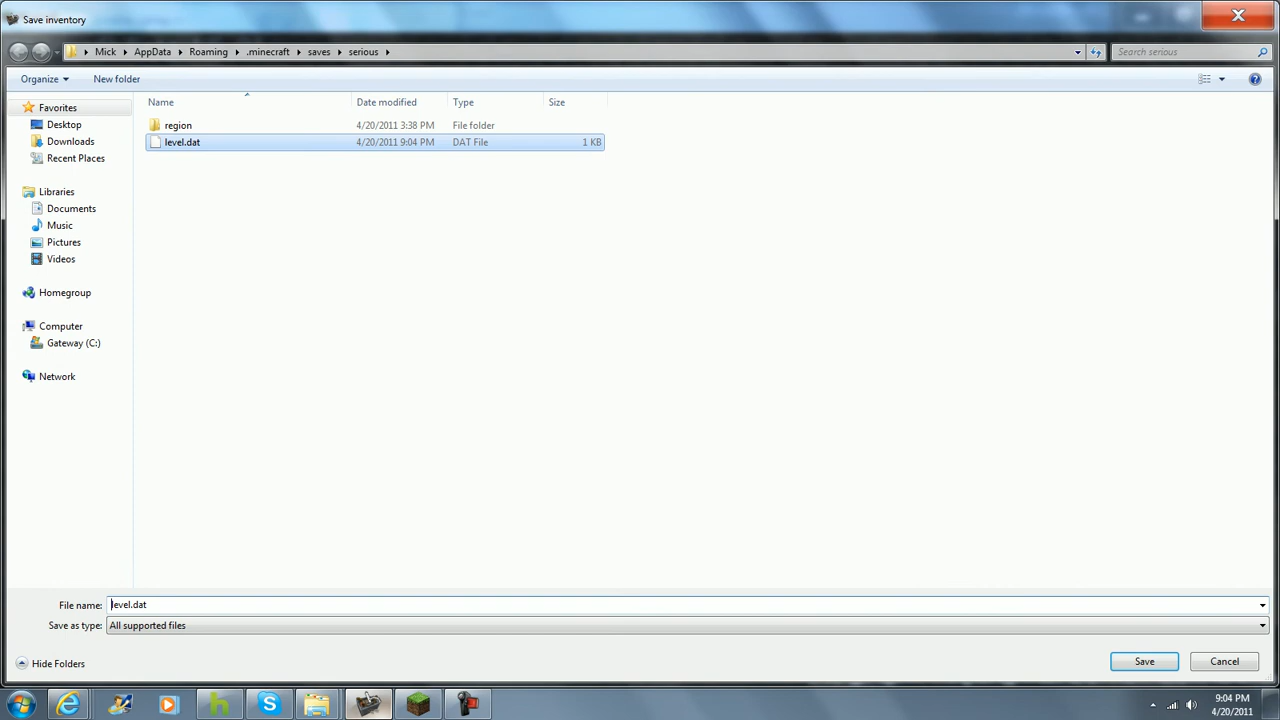 Save inventory
Mick AppData Roaming .minecraft saves serious
Search serious
Organize New folder
Name Date modified Type Size
Favorites
Desktop
Downloads
Recent Places
Libraries
Documents
Music
Pictures
Videos
Homegroup
Computer
Gateway (C:)
Network
region 4/20/2011 3:38 PM File folder
level.dat 4/20/2011 9:04 PM DAT File 1 KB
File name: level.dat
Save as type: All supported files
Hide Folders
Save Cancel
9:04 PM
4/20/2011